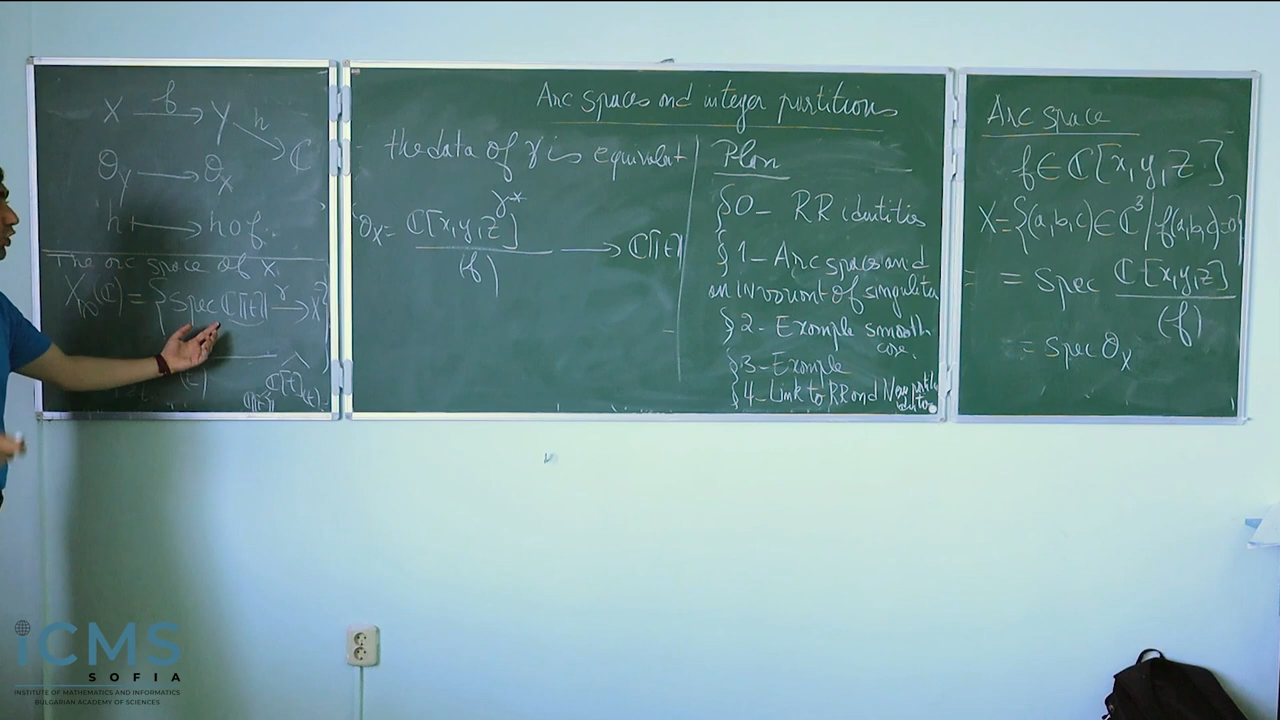 X —f→ Y
h ↘ ℂ
𝒪_Y ⟶ 𝒪_X
h ⟼ h o f.
The arc space of X.
X_∞(ℂ) = { Spec ℂ[[t]] —γ→ X }
Arc spaces and integer partitions
the data of γ is equivalent
𝒪_X = ℂ[x,y,z] / (f) —γ*→ ℂ[[t]]
Plan
§0 - RR identities
§1 - Arc spaces and
an invariant of singularities
§2 - Example smooth
case.
§3 - Example
§4 - Link to RR and New partition
Arc space
f ∈ ℂ[x,y,z]
X = {(a,b,c) ∈ ℂ³ | f(a,b,c)=0}
= Spec ℂ[x,y,z] / (f)
= Spec 𝒪_X
iCMS
SOFIA
INSTITUTE OF MATHEMATICS AND INFORMATICS
BULGARIAN ACADEMY OF SCIENCES